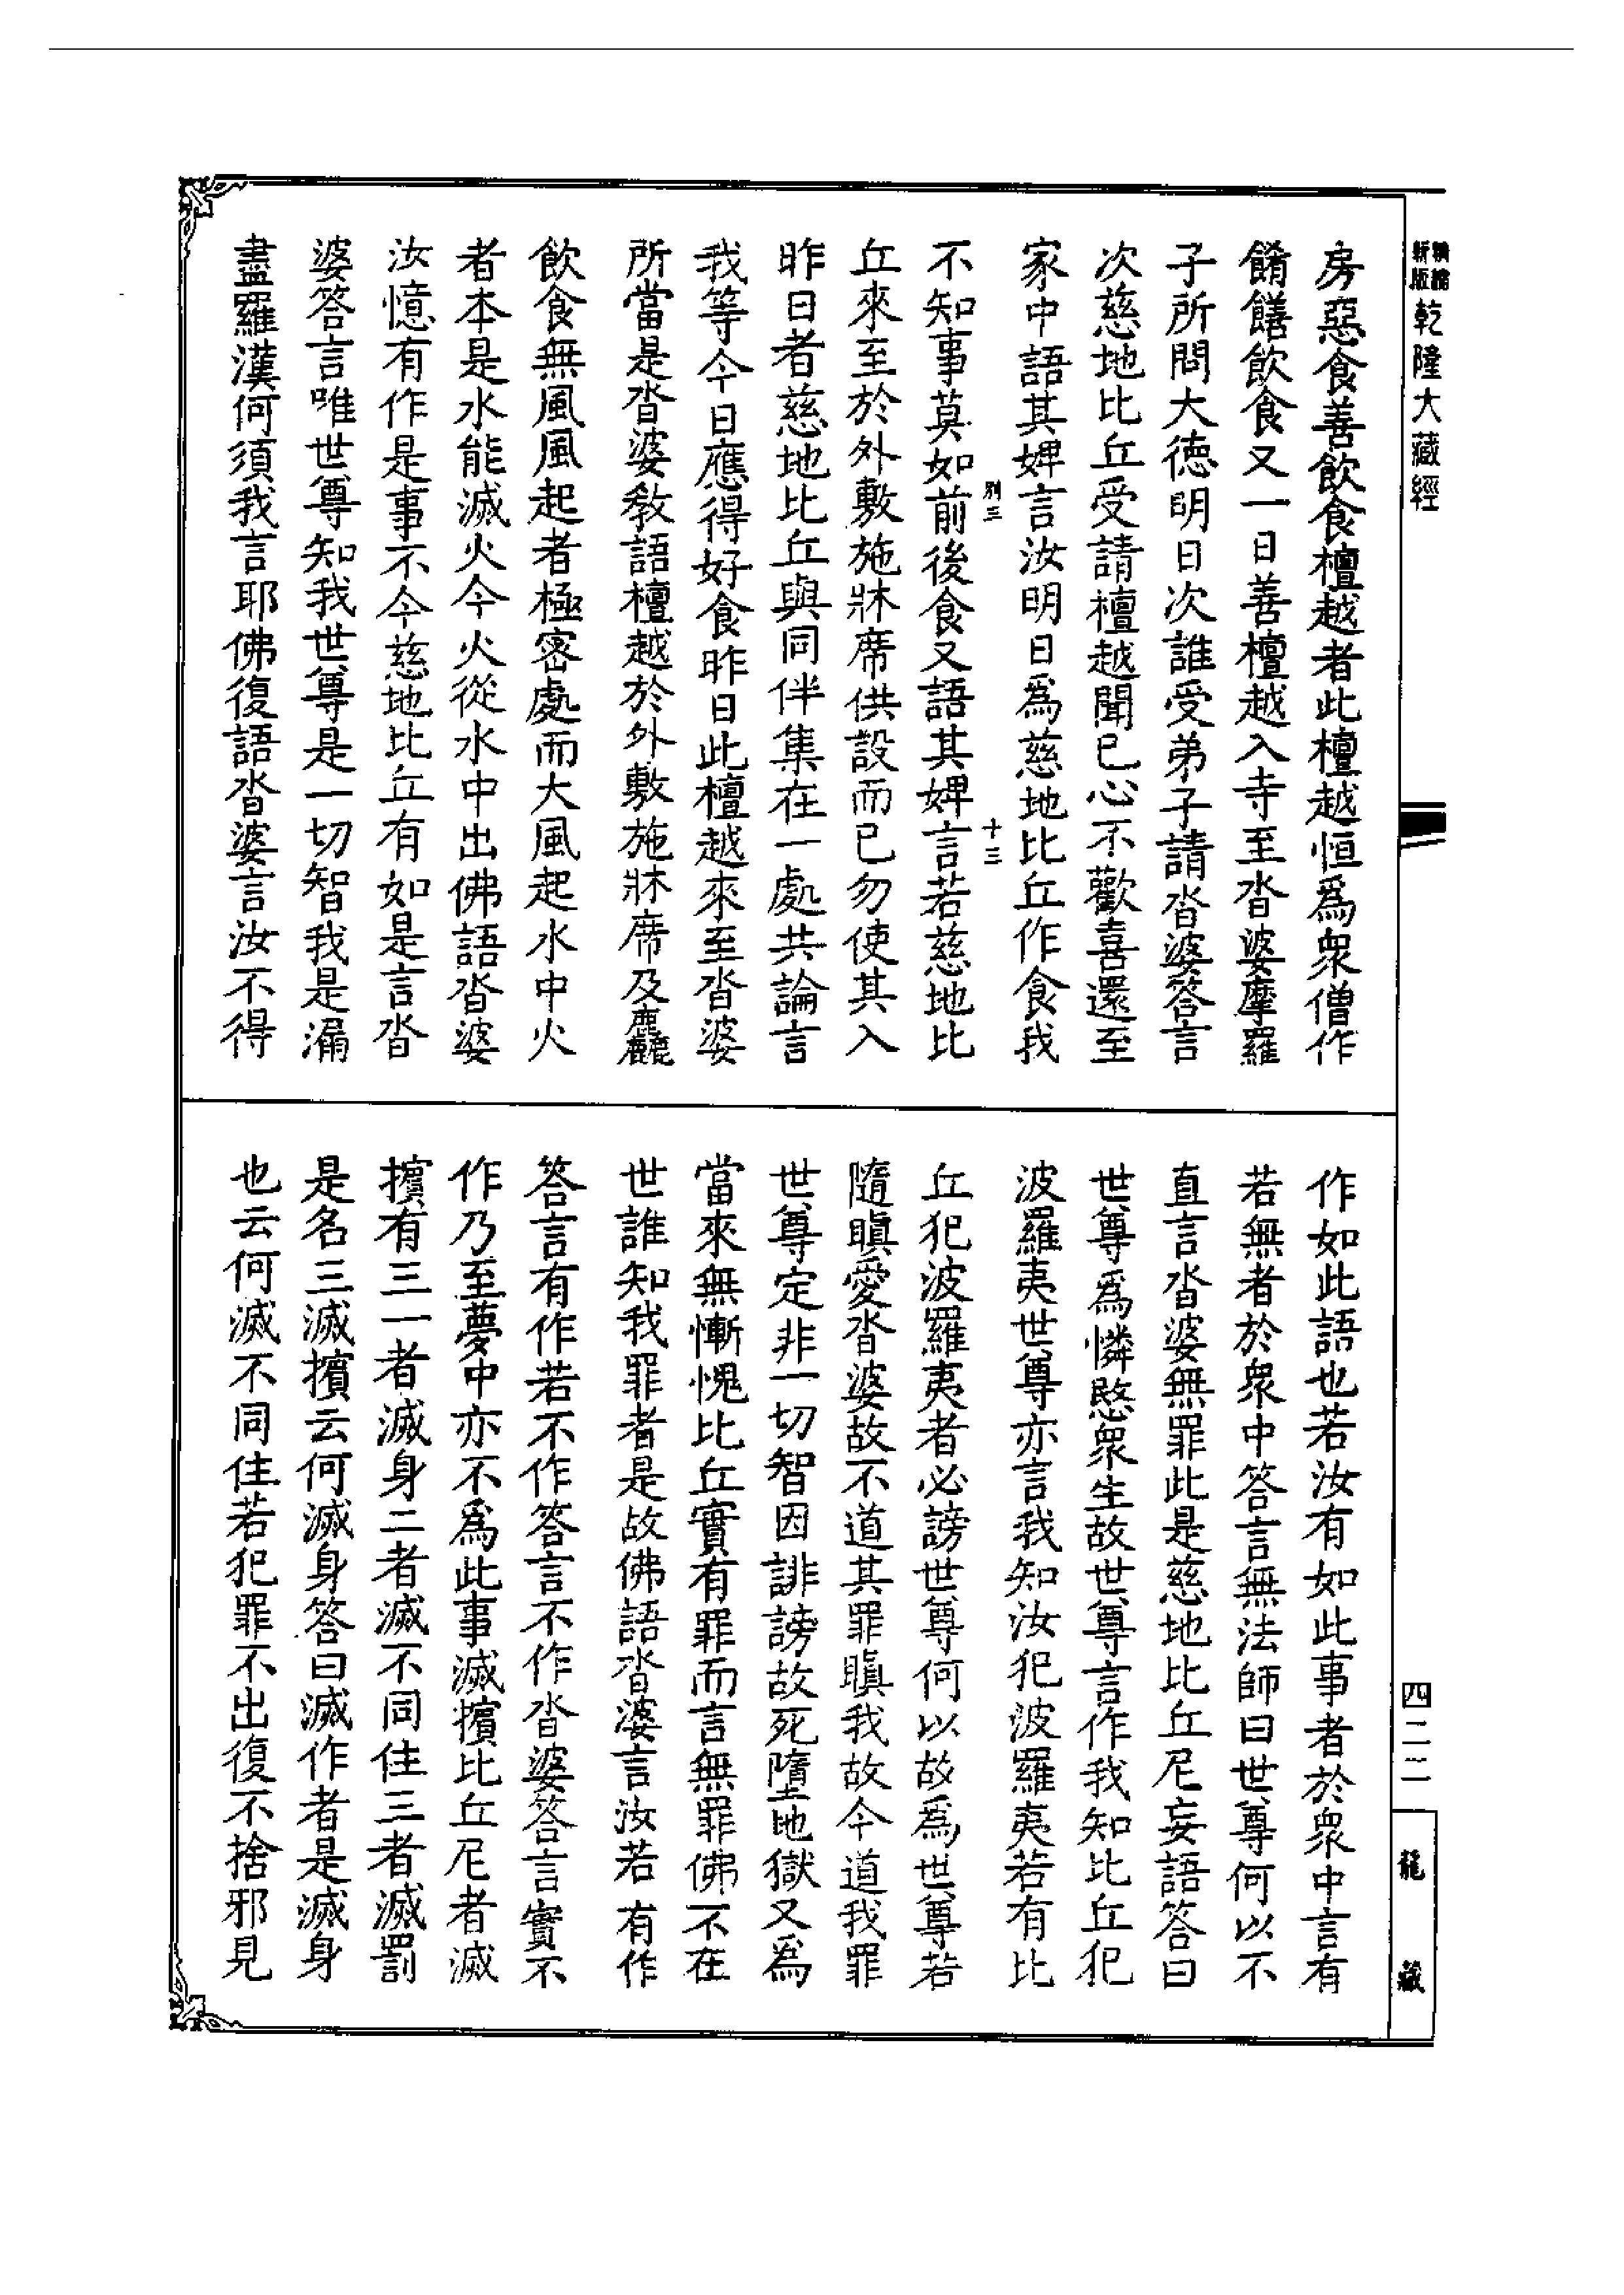 精縮新版乾隆大藏經
房惡食善飲食檀越者此檀越恒爲衆僧作
餚饍飲食又一日善檀越入寺至沓婆摩羅
子所問大德明日次誰受弟子請沓婆答言
次慈地比丘受請檀越聞已心不歡喜還至
家中語其婢言汝明日爲慈地比丘作食我
別三 十三
不知事莫如前後食又語其婢言若慈地比
丘來至於外敷施牀席供設而已勿使其入
昨日者慈地比丘與同伴集在一處共論言
我等今日應得好食昨日此檀越來至沓婆
所當是沓婆教語檀越於外敷施牀席及麤
飲食無風風起者極密處而大風起水中火
者本是水能滅火今火從水中出佛語沓婆
汝憶有作是事不今慈地比丘有如是言沓
婆答言唯世尊知我世尊是一切智我是漏
盡羅漢何須我言耶佛復語沓婆言汝不得
作如此語也若汝有如此事者於衆中言有
若無者於衆中答言無法師曰世尊何以不
直言沓婆無罪此是慈地比丘尼妄語答曰
世尊爲憐愍衆生故世尊言作我知比丘犯
波羅夷世尊亦言我知汝犯波羅夷若有比
丘犯波羅夷者必謗世尊何以故爲世尊若
隨瞋愛沓婆故不道其罪瞋我故今道我罪
世尊定非一切智因誹謗故死墮地獄又爲
當來無慚愧比丘實有罪而言無罪佛不在
世誰知我罪者是故佛語沓婆言汝若有作
答言有作若不作答言不作沓婆答言實不
作乃至夢中亦不爲此事滅擯比丘尼者滅
擯有三一者滅身二者滅不同住三者滅罰
是名三滅擯云何滅身答曰滅作者是滅身
也云何滅不同住若犯罪不出復不捨邪見
四二二
龍藏